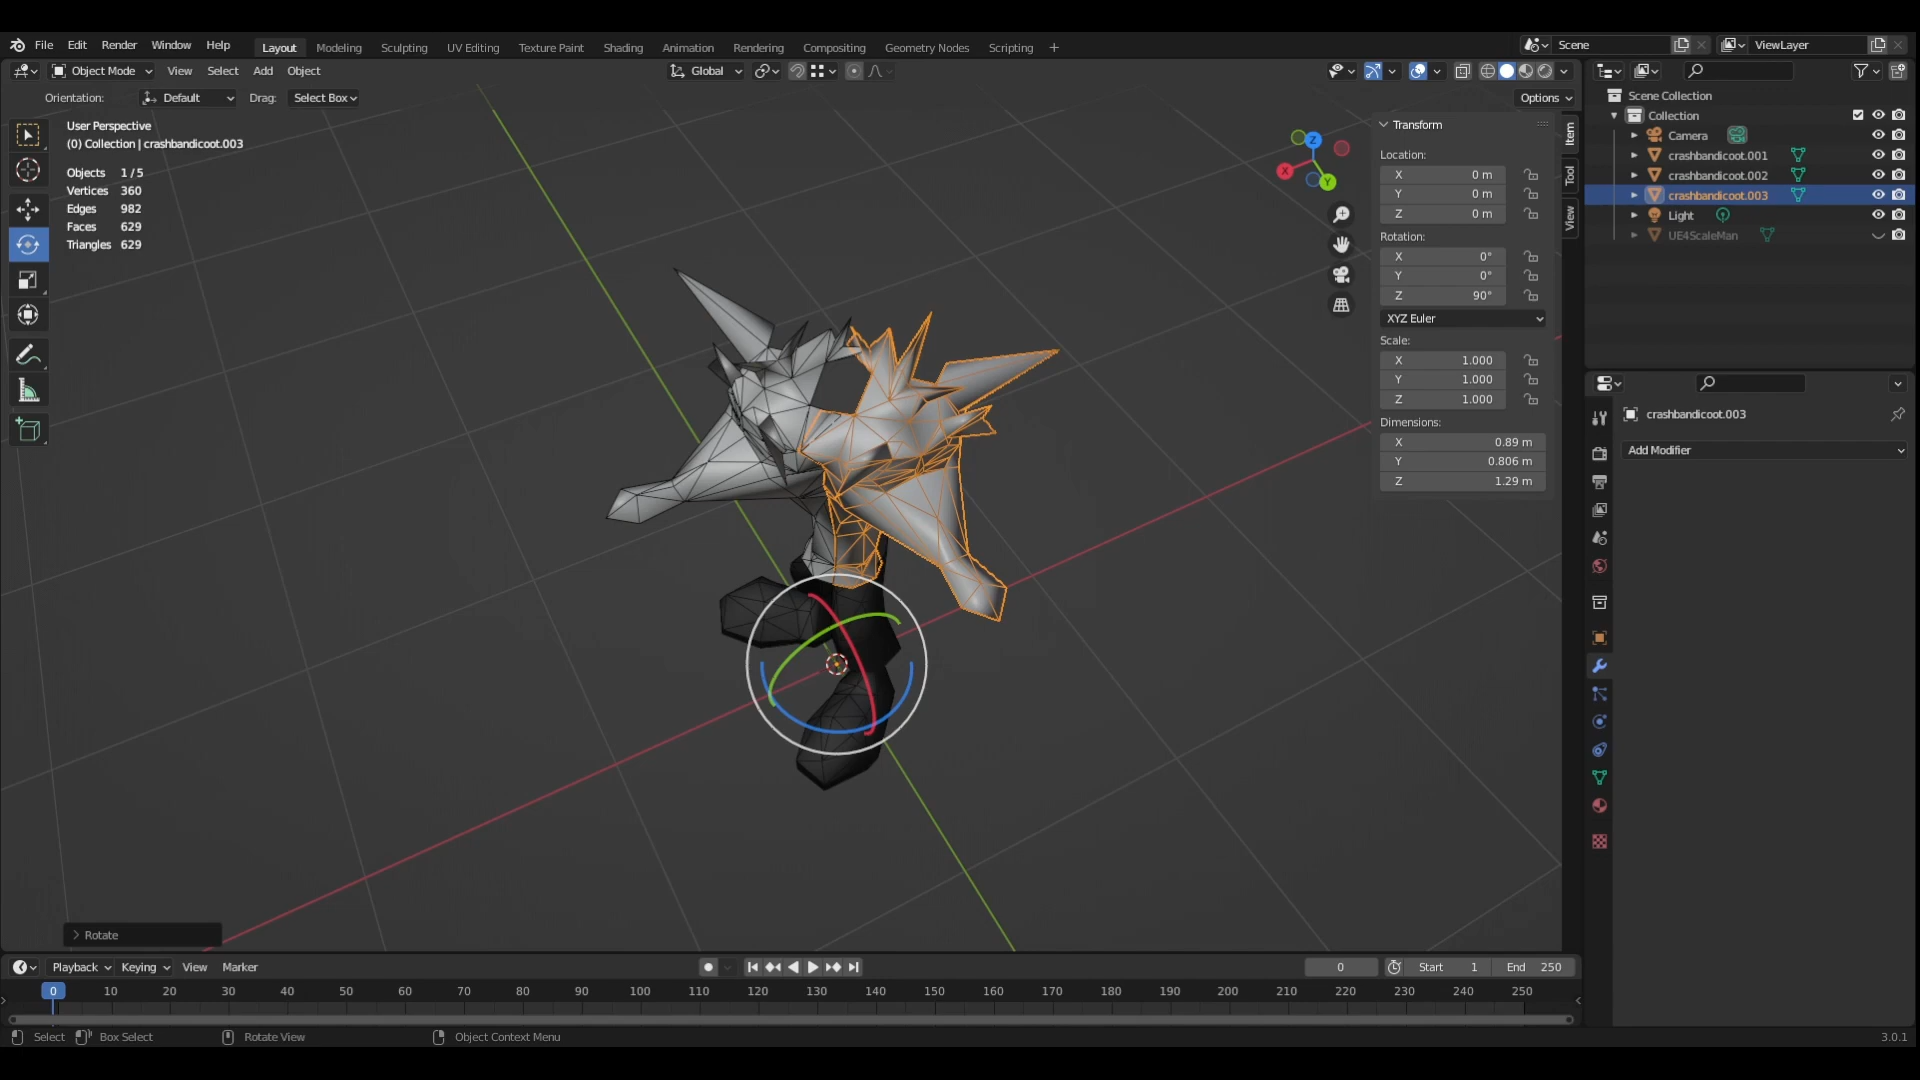 File Edit Render Window Help Layout Modeling Sculpting UV Editing Texture Paint Shading Animation Rendering Compositing Geometry Nodes Scripting + Scene ViewLayer
Object Mode View Select Add Object Global
Orientation: Default Drag: Select Box Options
User Perspective
(0) Collection | crashbandicoot.003
Objects 1 / 5
Vertices 360
Edges 982
Faces 629
Triangles 629
Z
X
Y
Transform
Location:
X 0 m
Y 0 m
Z 0 m
Rotation:
X 0°
Y 0°
Z 90°
XYZ Euler
Scale:
X 1.000
Y 1.000
Z 1.000
Dimensions:
X 0.89 m
Y 0.806 m
Z 1.29 m
Item
Tool
View
Scene Collection
Collection
Camera
crashbandicoot.001
crashbandicoot.002
crashbandicoot.003
Light
UE4ScaleMan
crashbandicoot.003
Add Modifier
Rotate
Playback Keying View Marker 0 Start 1 End 250
0 10 20 30 40 50 60 70 80 90 100 110 120 130 140 150 160 170 180 190 200 210 220 230 240 250
Select Box Select Rotate View Object Context Menu 3.0.1